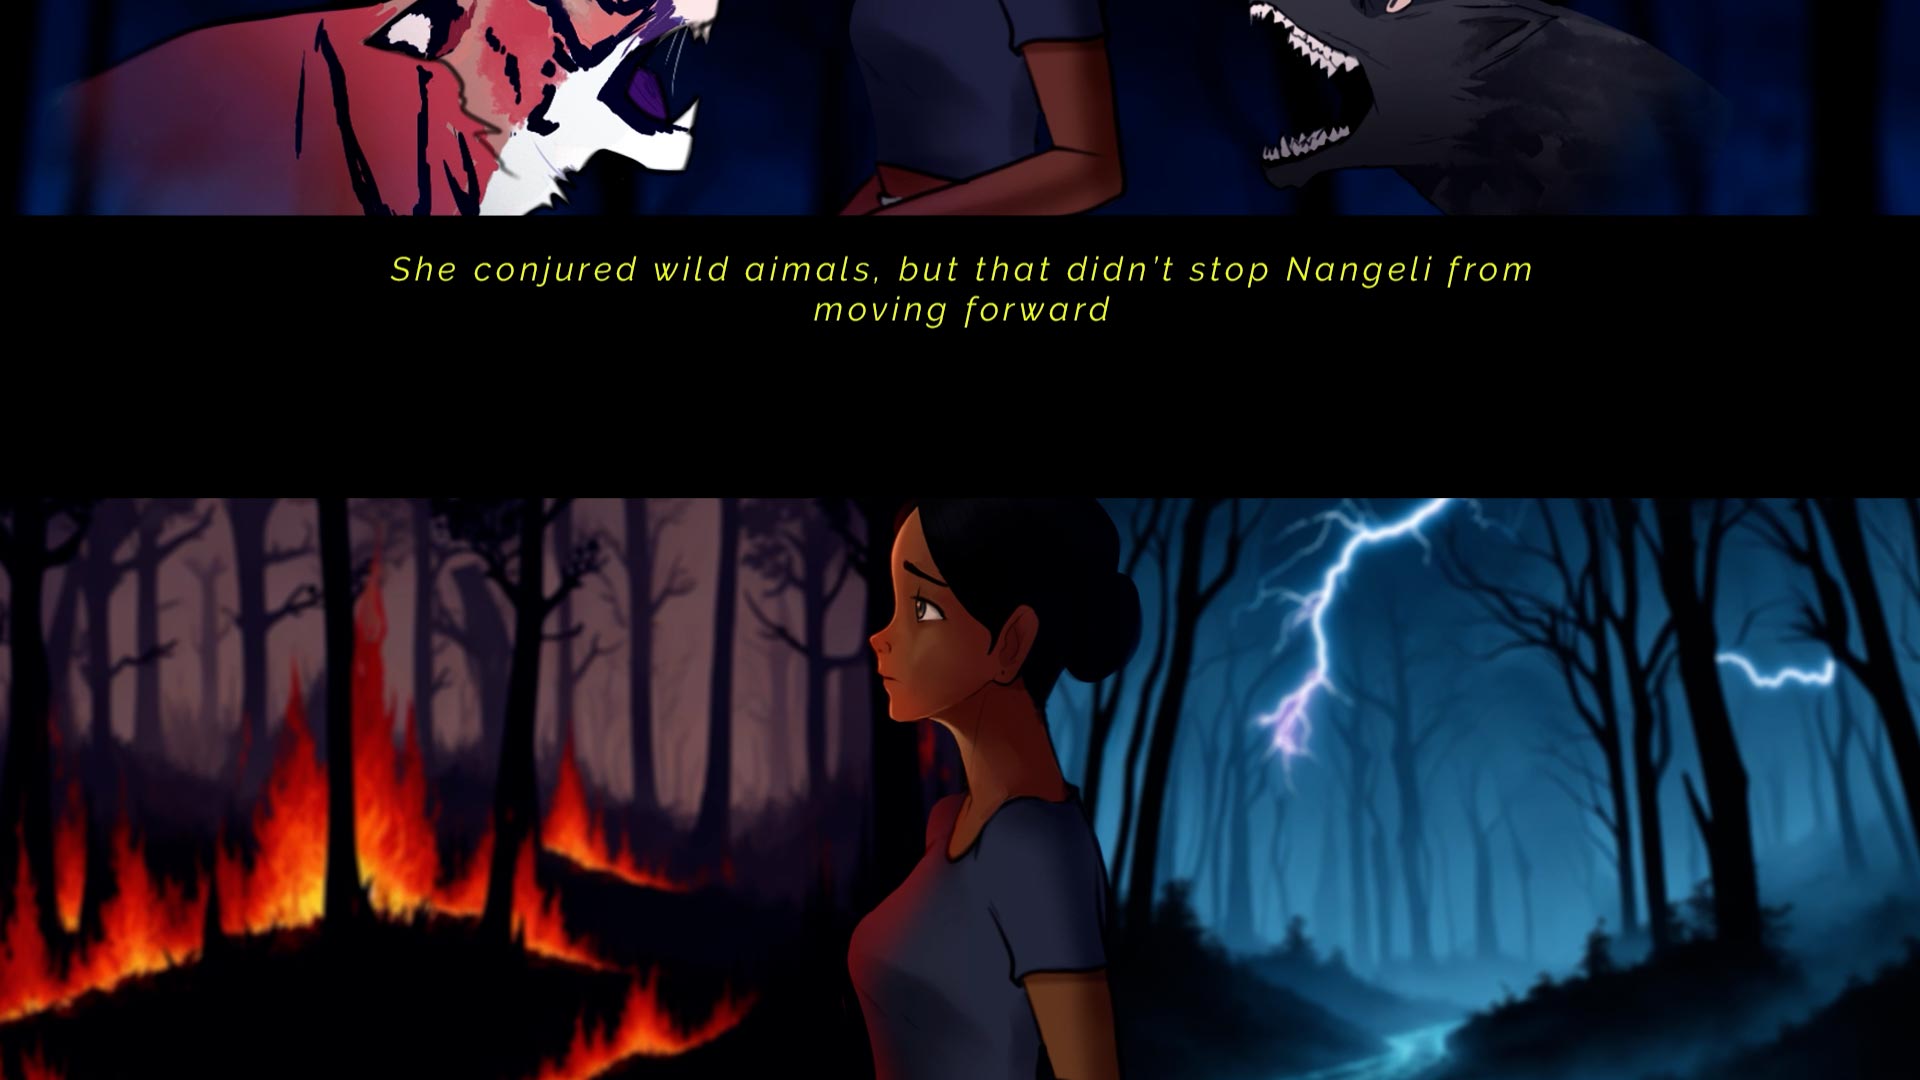 She conjured wild aimals, but that didn’t stop Nangeli from
moving forward